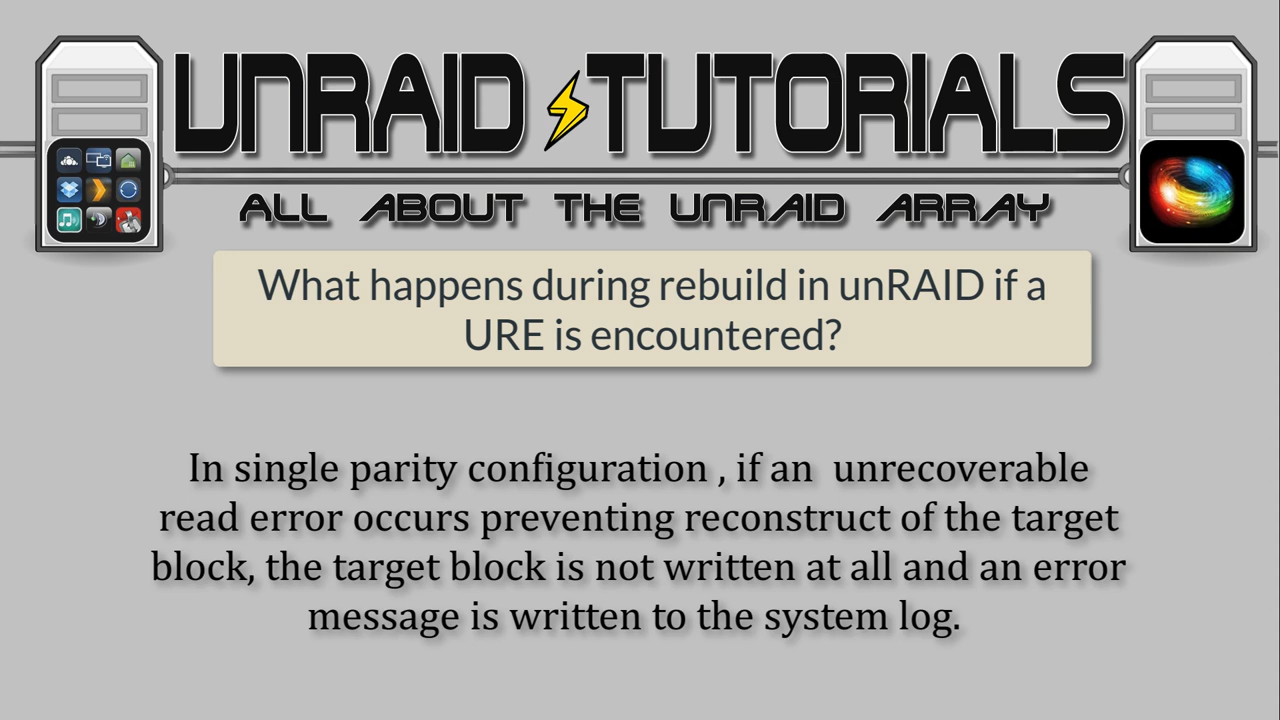 UNRAID TUTORIALS
ALL ABOUT THE UNRAID ARRAY
What happens during rebuild in unRAID if a
URE is encountered?
In single parity configuration , if an  unrecoverable
read error occurs preventing reconstruct of the target
block, the target block is not written at all and an error
message is written to the system log.